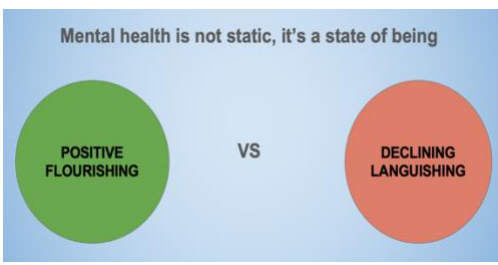 Mental health is not static, it's a state of being
POSITIVE
FLOURISHING
VS
DECLINING
LANGUISHING